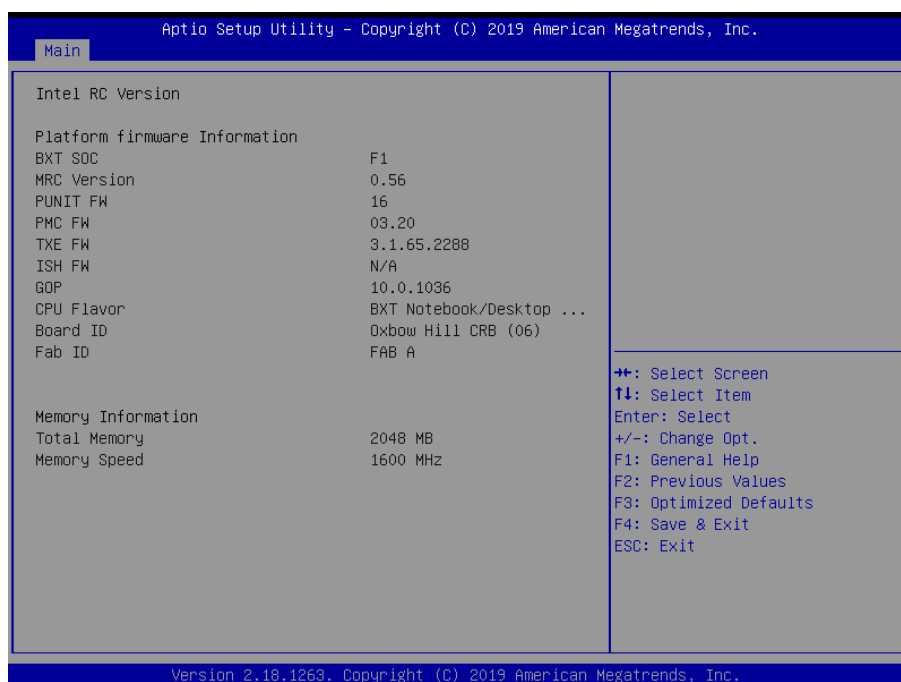 Aptio Setup Utility – Copyright (C) 2019 American Megatrends, Inc.
Main
Intel RC Version
Platform firmware Information
BXT SOC F1
MRC Version 0.56
PUNIT FW 16
PMC FW 03.20
TXE FW 3.1.65.2288
ISH FW N/A
GOP 10.0.1036
CPU Flavor BXT Notebook/Desktop ...
Board ID Oxbow Hill CRB (06)
Fab ID FAB A
Memory Information
Total Memory 2048 MB
Memory Speed 1600 MHz
→←: Select Screen
↑↓: Select Item
Enter: Select
+/-: Change Opt.
F1: General Help
F2: Previous Values
F3: Optimized Defaults
F4: Save & Exit
ESC: Exit
Version 2.18.1263. Copyright (C) 2019 American Megatrends, Inc.